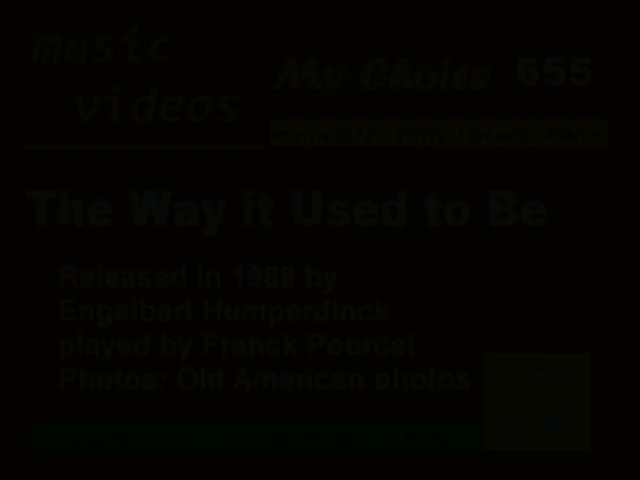 music
videos
My Choice 655
The Way it Used to Be
Released in 1969 by
Engelbert Humperdinck
played by Franck Pourcel
Photos: Old American photos